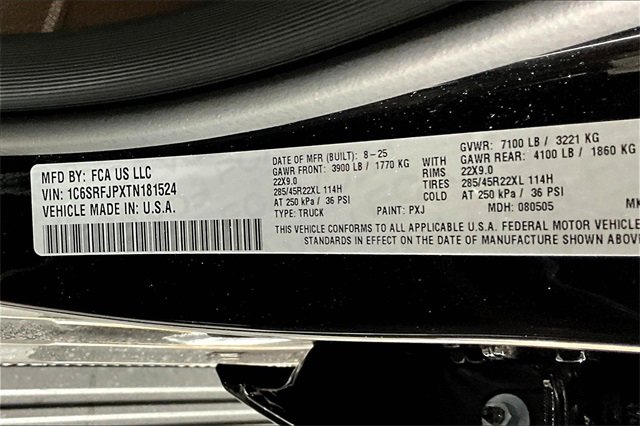 MFD BY: FCA US LLC
VIN: 1C6SRFJPXTN181524
VEHICLE MADE IN: U.S.A.
DATE OF MFR (BUILT): 8-25
GAWR FRONT: 3900 LB / 1770 KG
22X9.0
285/45R22XL 114H
AT 250 kPa / 36 PSI
TYPE: TRUCK
PAINT: PXJ
WITH
RIMS
TIRES
COLD
GVWR: 7100 LB / 3221 KG
GAWR REAR: 4100 LB / 1860 KG
22X9.0
285/45R22XL 114H
AT 250 kPa / 36 PSI
MDH: 080505
MK
THIS VEHICLE CONFORMS TO ALL APPLICABLE U.S.A. FEDERAL MOTOR VEHICLE
STANDARDS IN EFFECT ON THE DATE OF MANUFACTURE SHOWN ABOV